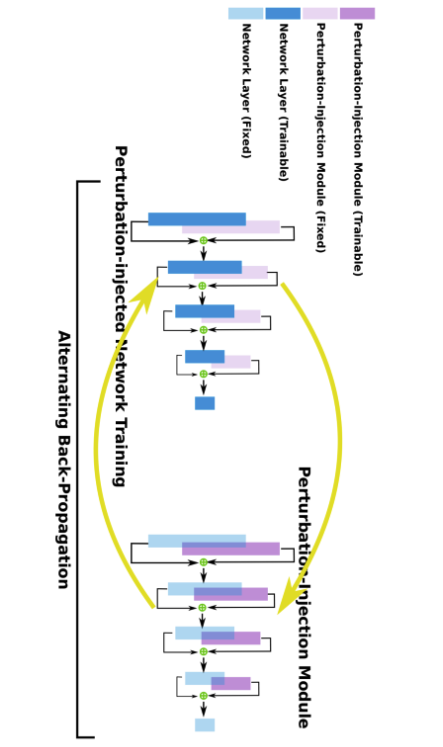 Network Layer (Fixed)
Network Layer (Trainable)
Perturbation-Injection Module (Fixed)
Perturbation-Injection Module (Trainable)
Perturbation-injected Network Training
Perturbation-Injection Module
Alternating Back-Propagation